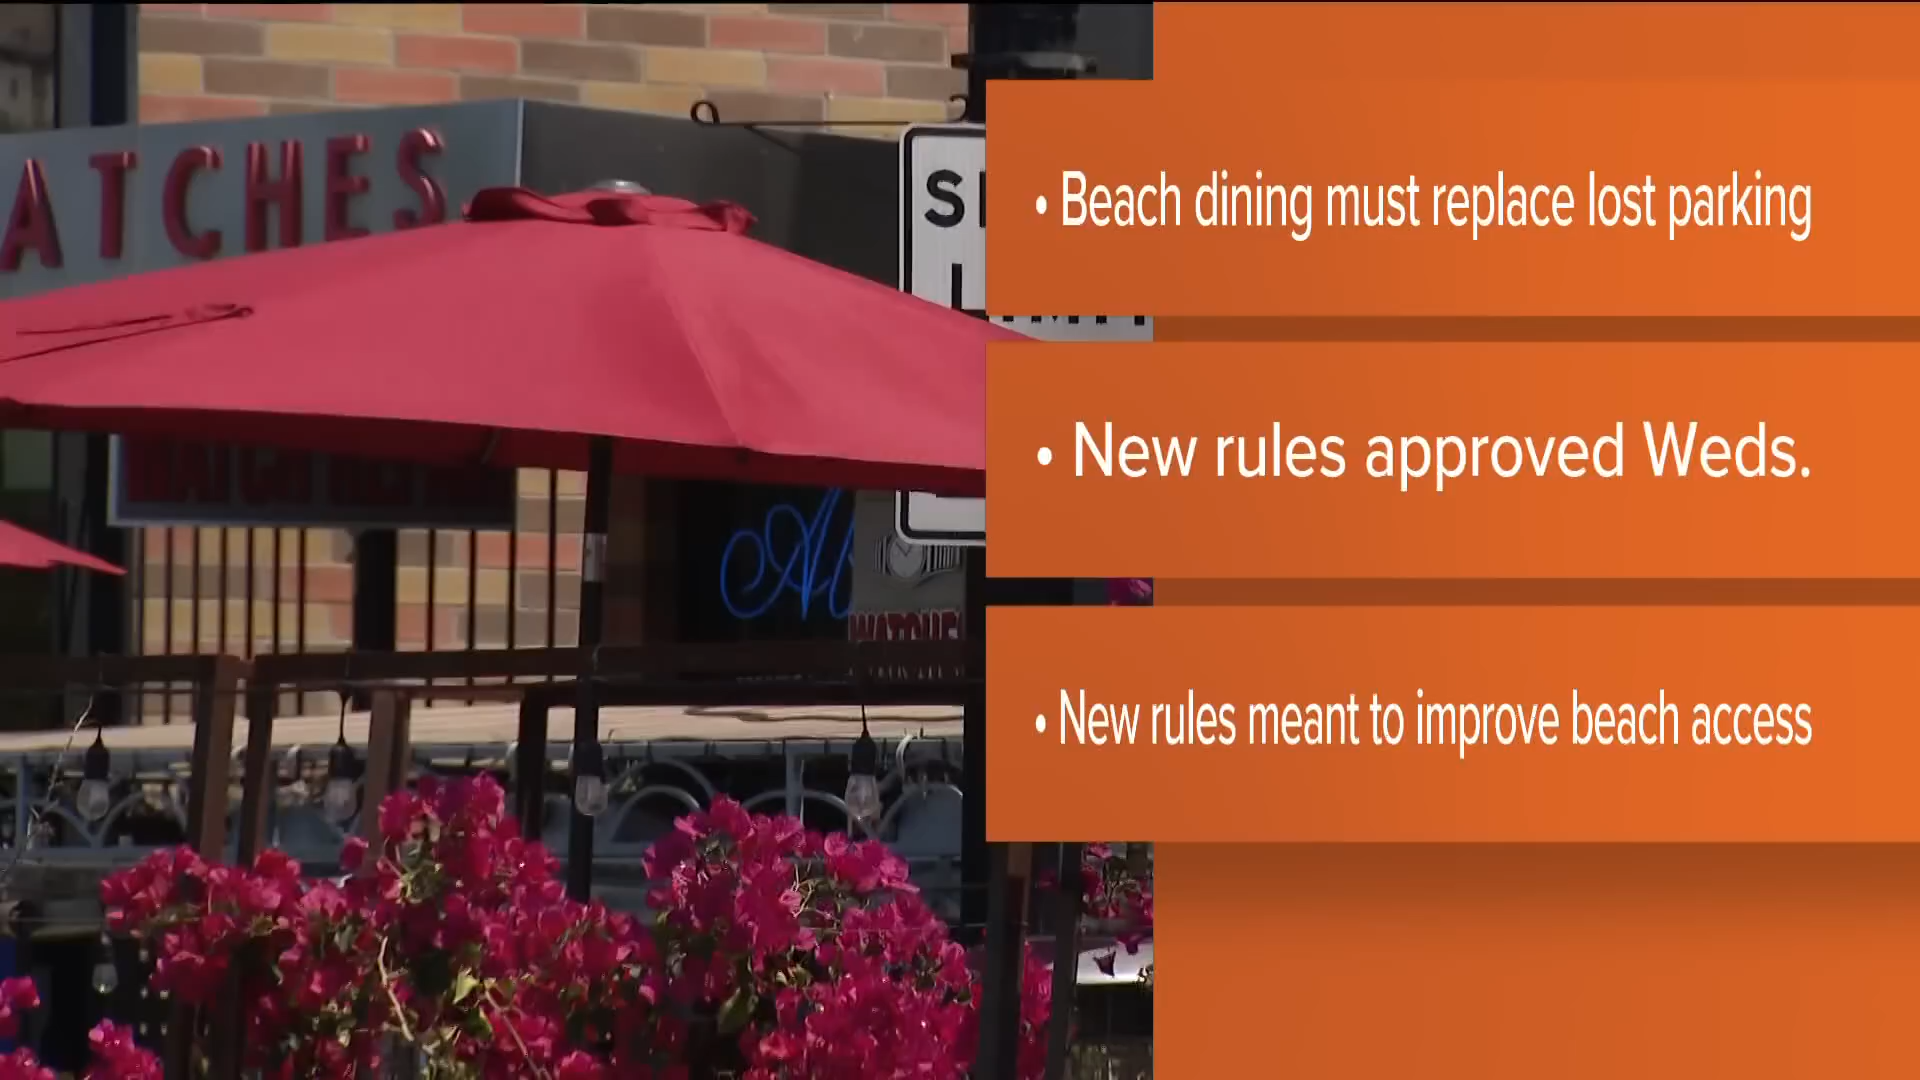 ATCHES
• Beach dining must replace lost parking
• New rules approved Weds.
• New rules meant to improve beach access